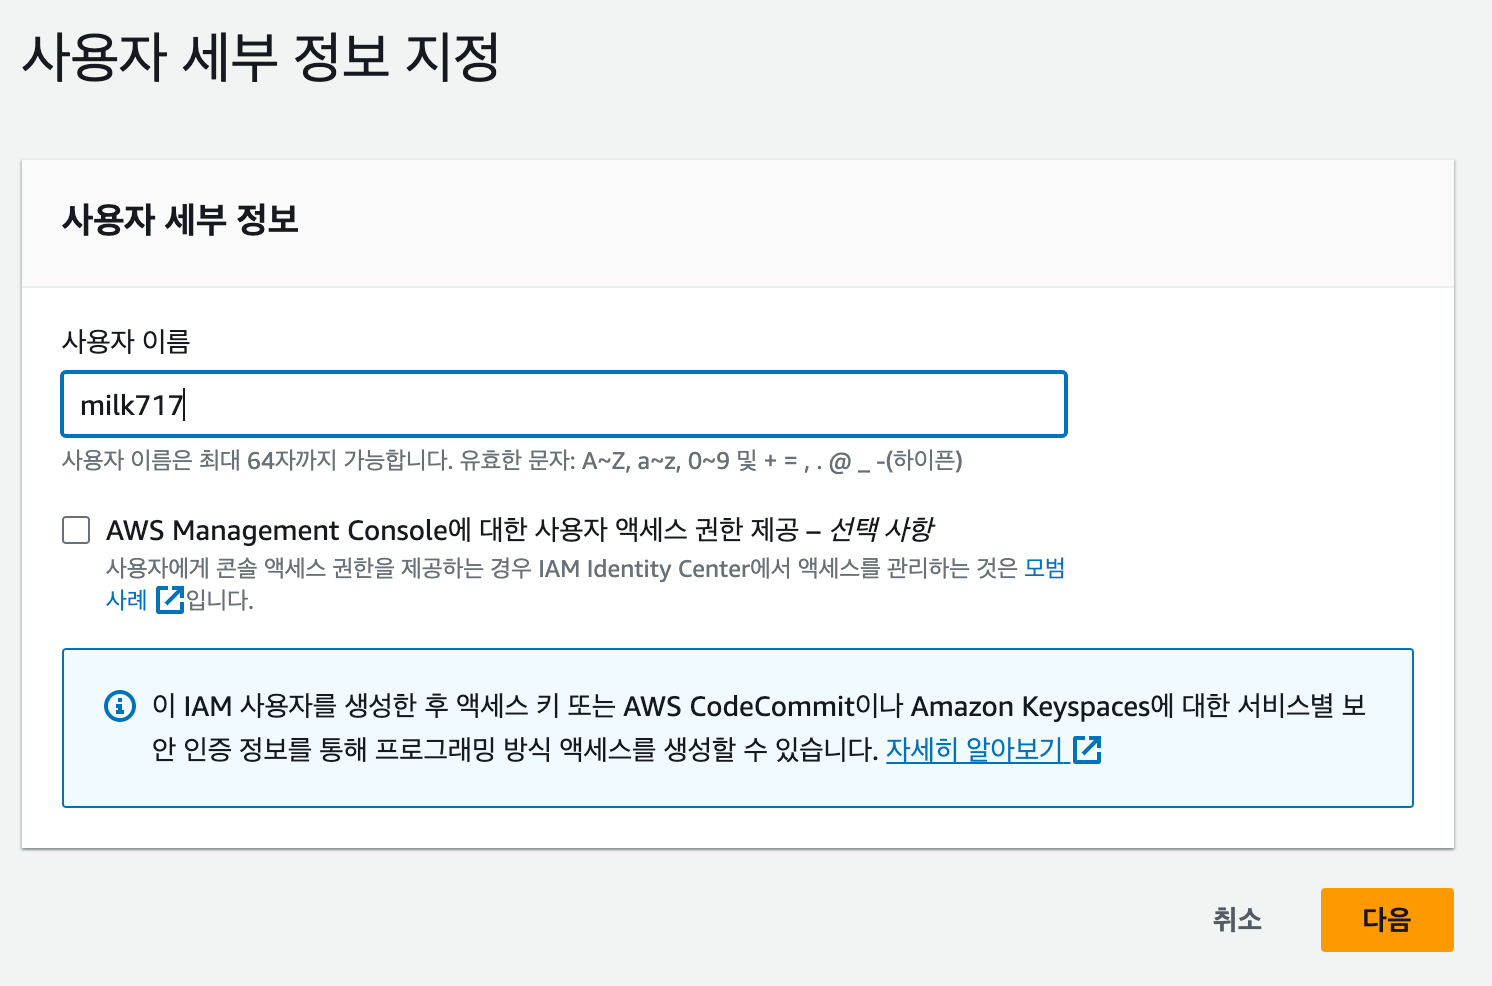 사용자 세부 정보 지정
사용자 세부 정보
사용자 이름
milk717
사용자 이름은 최대 64자까지 가능합니다. 유효한 문자: A~Z, a~z, 0~9 및 + = , . @ _ -(하이픈)
AWS Management Console에 대한 사용자 액세스 권한 제공 – 선택 사항
사용자에게 콘솔 액세스 권한을 제공하는 경우 IAM Identity Center에서 액세스를 관리하는 것은 모범
사례 입니다.
이 IAM 사용자를 생성한 후 액세스 키 또는 AWS CodeCommit이나 Amazon Keyspaces에 대한 서비스별 보
안 인증 정보를 통해 프로그래밍 방식 액세스를 생성할 수 있습니다. 자세히 알아보기
취소 다음